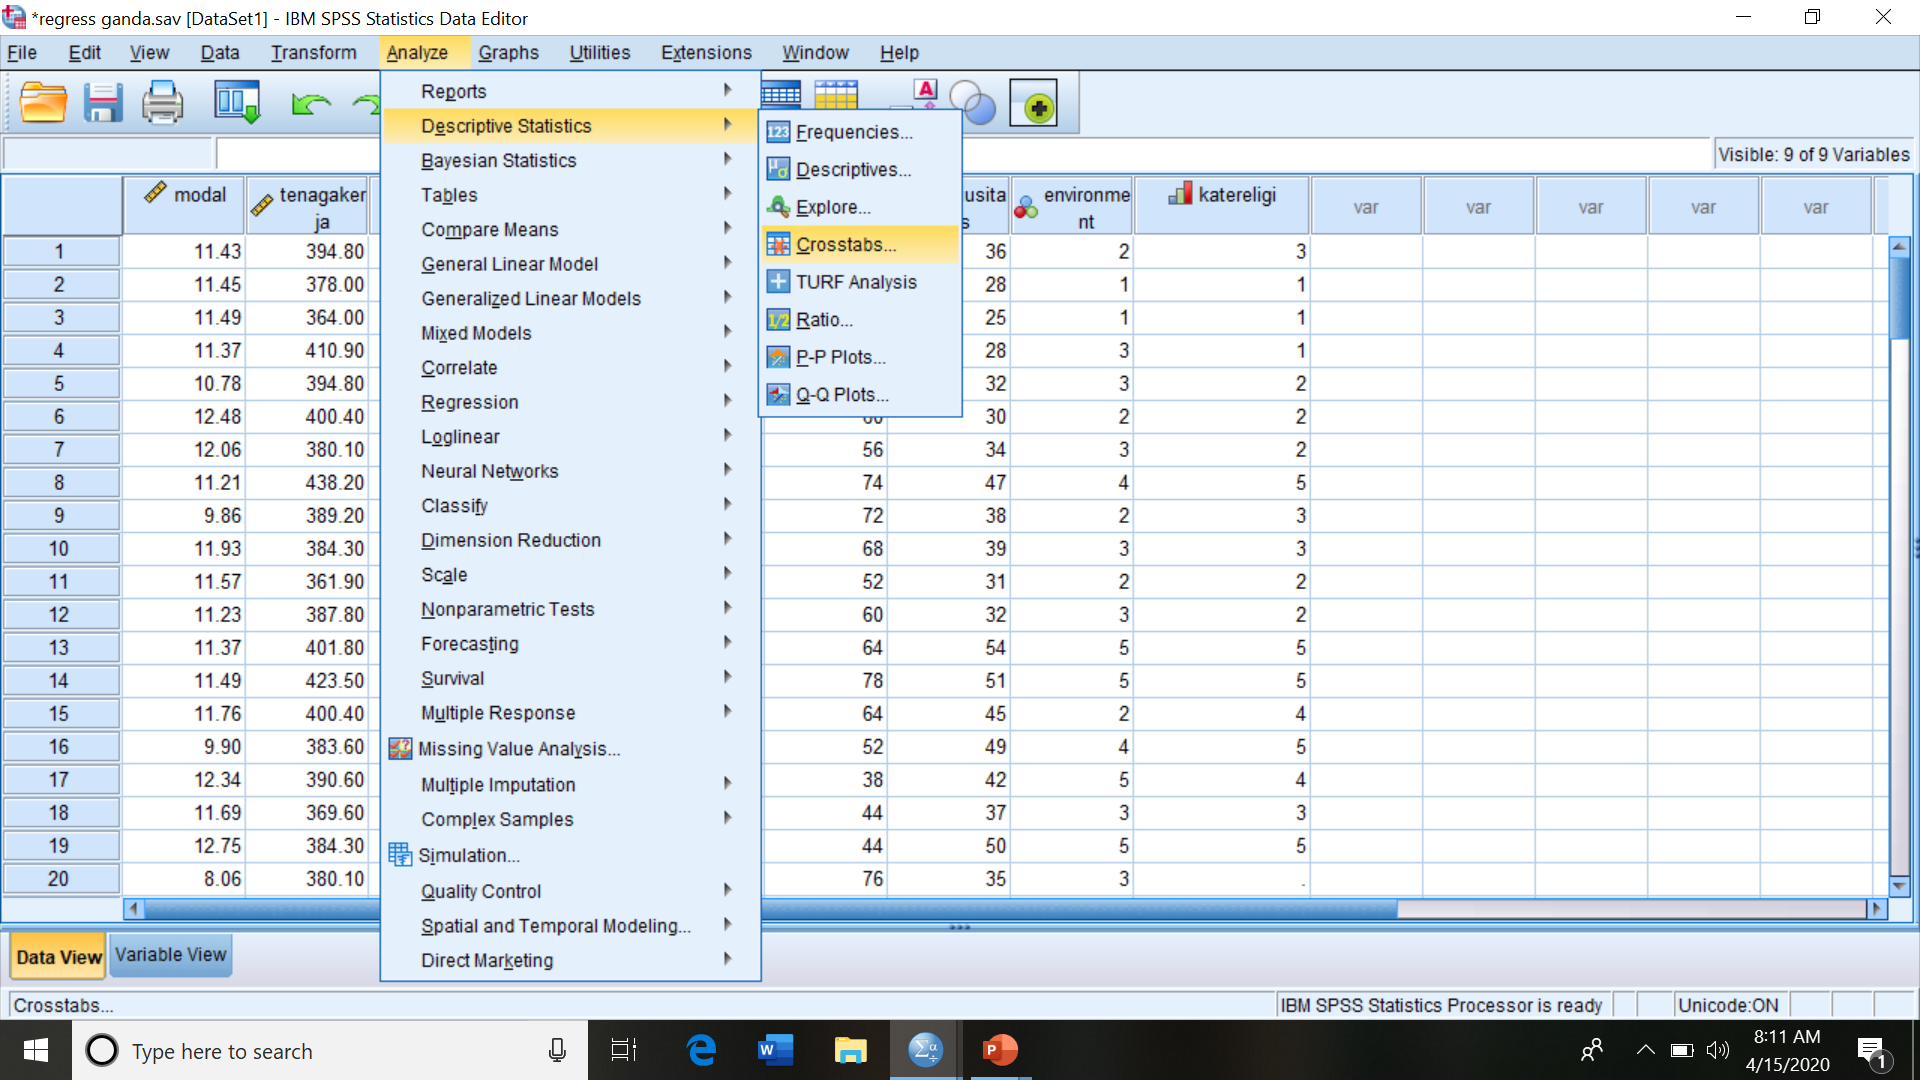 *regress ganda.sav [DataSet1] - IBM SPSS Statistics Data Editor
File Edit View Data Transform Analyze Graphs Utilities Extensions Window Help
Visible: 9 of 9 Variables
Reports
Descriptive Statistics
Bayesian Statistics
Tables
Compare Means
General Linear Model
Generalized Linear Models
Mixed Models
Correlate
Regression
Loglinear
Neural Networks
Classify
Dimension Reduction
Scale
Nonparametric Tests
Forecasting
Survival
Multiple Response
Missing Value Analysis...
Multiple Imputation
Complex Samples
Simulation...
Quality Control
Spatial and Temporal Modeling...
Direct Marketing
123 Frequencies...
Descriptives...
Explore...
Crosstabs...
TURF Analysis
1/2 Ratio...
P-P Plots...
Q-Q Plots...
modal tenagaker usita environme katereligi var var var var var
ja s nt
1 11.43 394.80 36 2 3
2 11.45 378.00 28 1 1
3 11.49 364.00 25 1 1
4 11.37 410.90 28 3 1
5 10.78 394.80 32 3 2
6 12.48 400.40 30 2 2
7 12.06 380.10 56 34 3 2
8 11.21 438.20 74 47 4 5
9 9.86 389.20 72 38 2 3
10 11.93 384.30 68 39 3 3
11 11.57 361.90 52 31 2 2
12 11.23 387.80 60 32 3 2
13 11.37 401.80 64 54 5 5
14 11.49 423.50 78 51 5 5
15 11.76 400.40 64 45 2 4
16 9.90 383.60 52 49 4 5
17 12.34 390.60 38 42 5 4
18 11.69 369.60 44 37 3 3
19 12.75 384.30 44 50 5 5
20 8.06 380.10 76 35 3 .
Data View Variable View
Crosstabs... IBM SPSS Statistics Processor is ready Unicode:ON
Type here to search
8:11 AM
4/15/2020
1